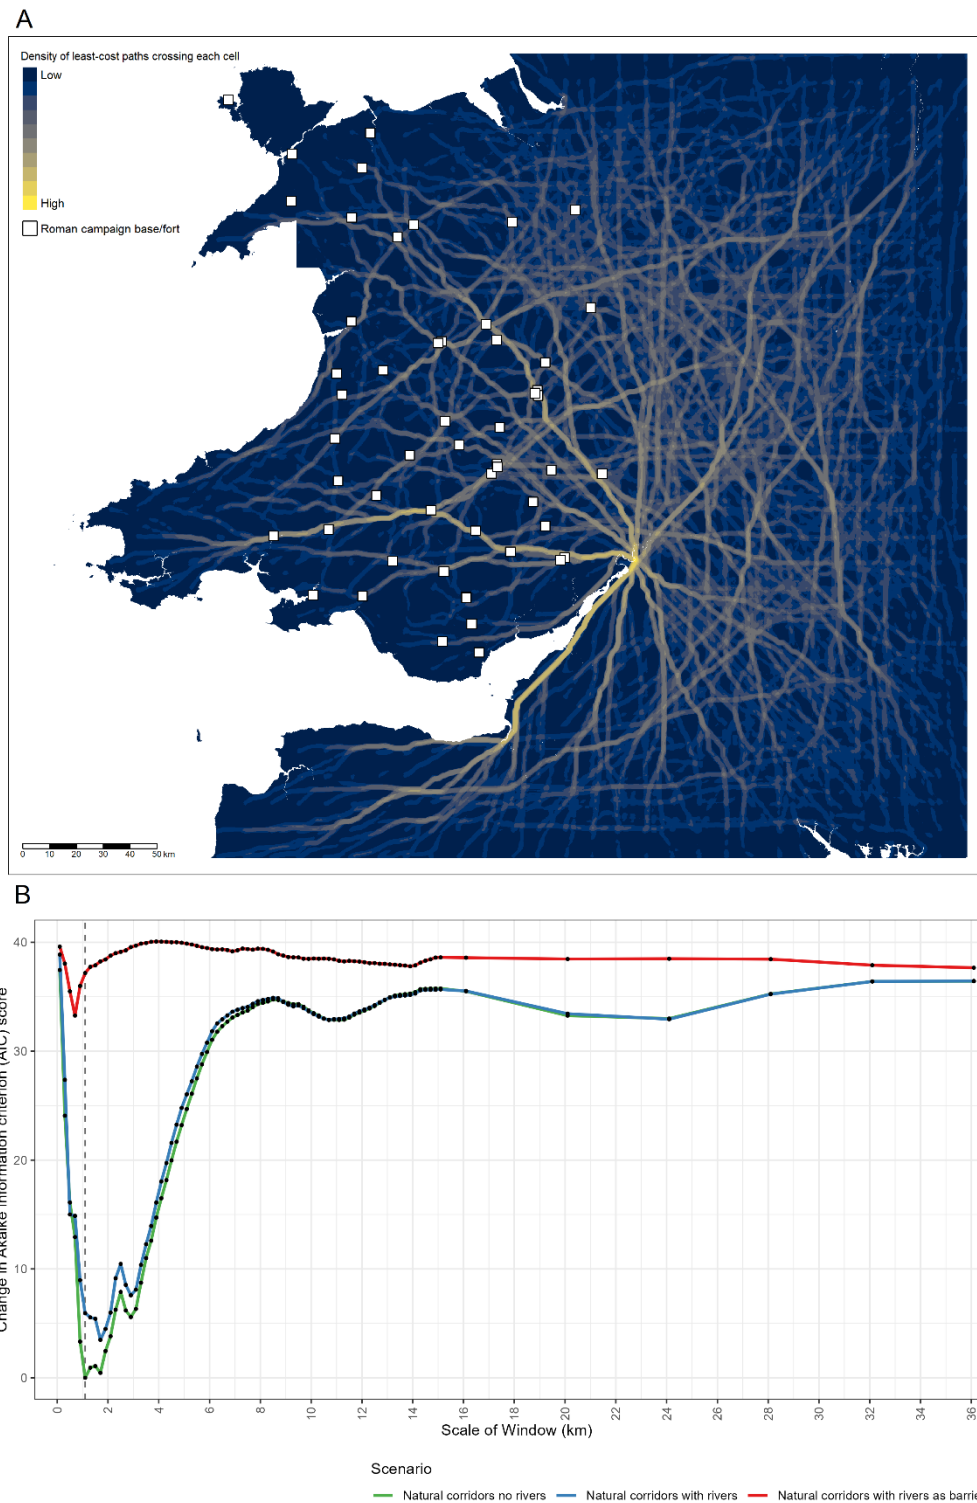 A
Density of least-cost paths crossing each cell
Low
High
Roman campaign base/fort
0 10 20 30 40 50 km
B
Change in Akaike Information criterion (AIC) score
40
30
20
10
0
0 2 4 6 8 10 12 14 16 18 20 22 24 26 28 30 32 34 36
Scale of Window (km)
Scenario
Natural corridors no rivers Natural corridors with rivers Natural corridors with rivers as barrie